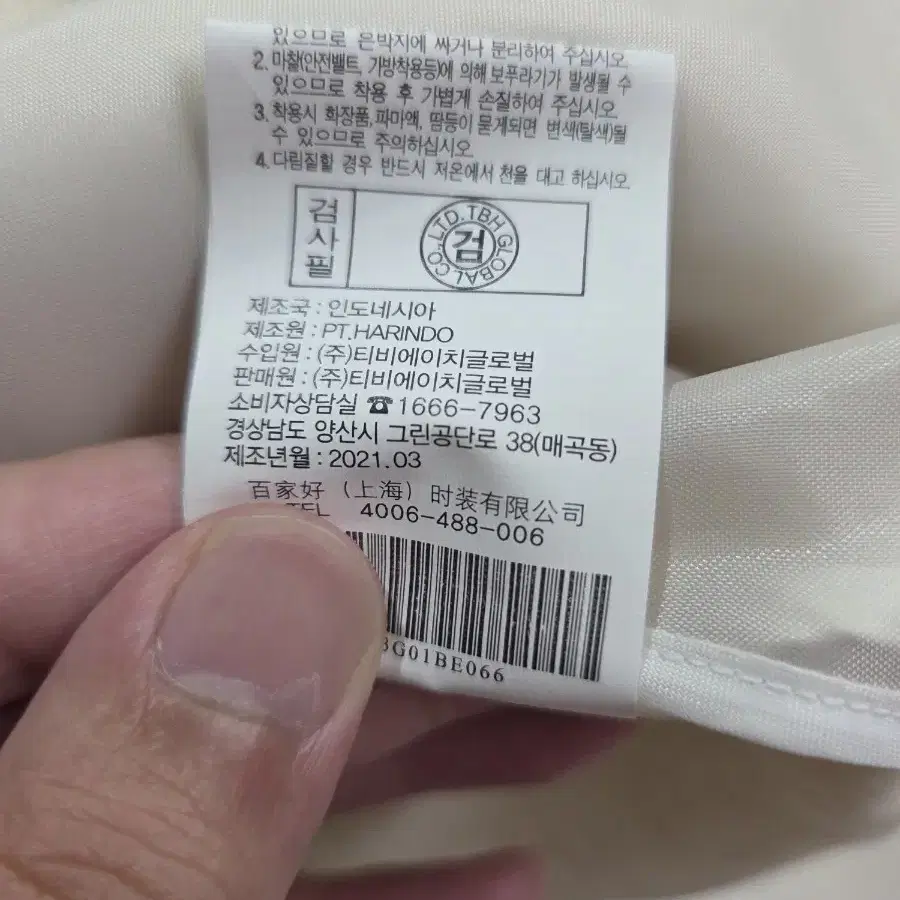 있으므로 은박지에 싸거나 분리하여 주십시오
2. 마찰(안전밸트, 가방착용등)에 의해 보푸라기가 발생될 수
있으므로 착용 후 가볍게 손질하여 주십시오
3. 착용시 화장품,파마액, 땀등이 묻게되면 변색(탈색)될
수 있으므로 주의하십시오
4. 다림질할 경우 반드시 저온에서 천을 대고 하십시오
검사필
CO.,LTD.TBH GLOBAL
검
제조국 : 인도네시아
제조원 : PT.HARINDO
수입원 : (주)티비에이치글로벌
판매원 : (주)티비에이치글로벌
소비자상담실 ☎1666-7963
경상남도 양산시 그린공단로 38(매곡동)
제조년월 : 2021.03
百家好（上海）时装有限公司
TEL 4006-488-006
G01BE066